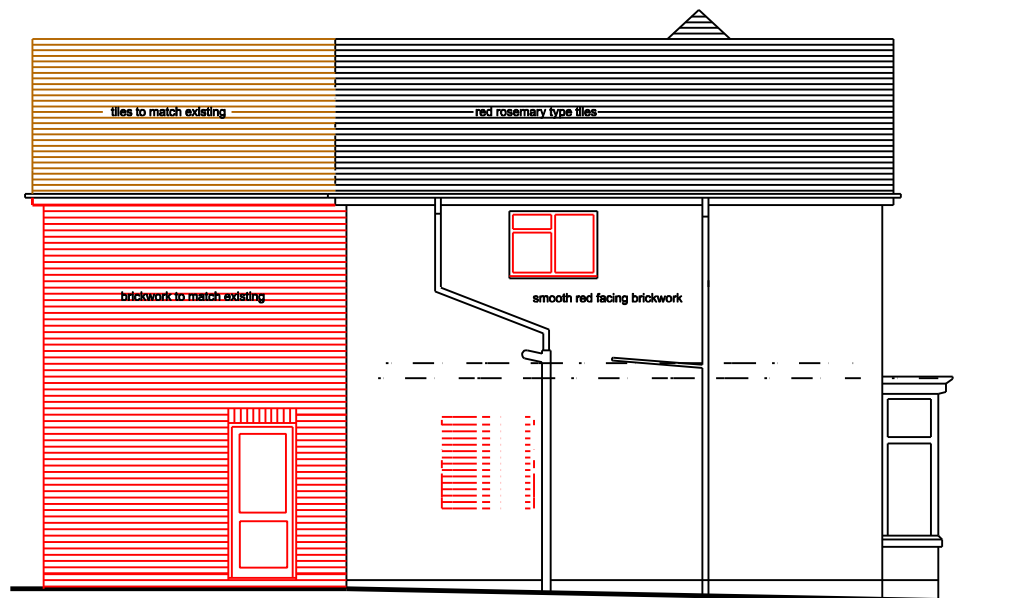 tiles to match existing
red rosemary type tiles
brickwork to match existing
smooth red facing brickwork